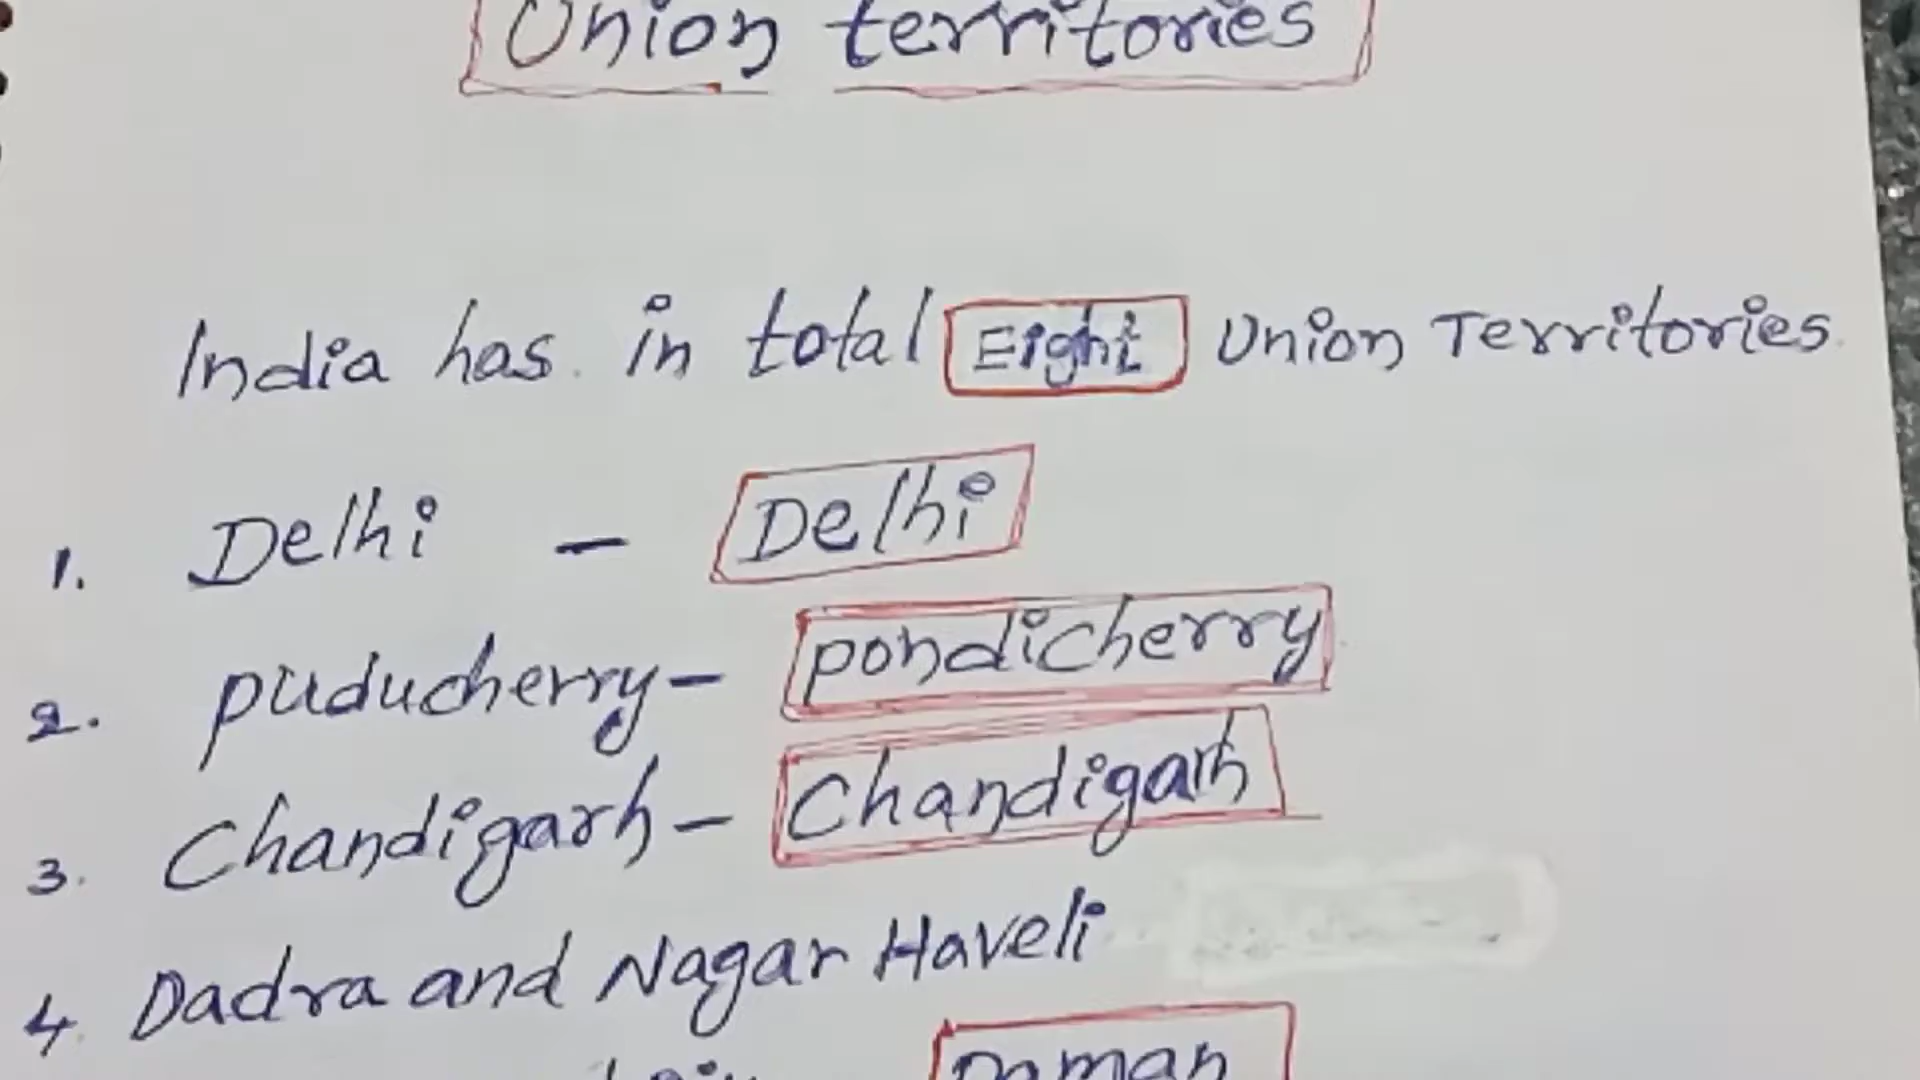 Union territories
India has in total Eight Union Territories.
1. Delhi - Delhi
2. puducherry - pondicherry
3. Chandigarh - Chandigarh
4. Dadra and Nagar Haveli
Daman